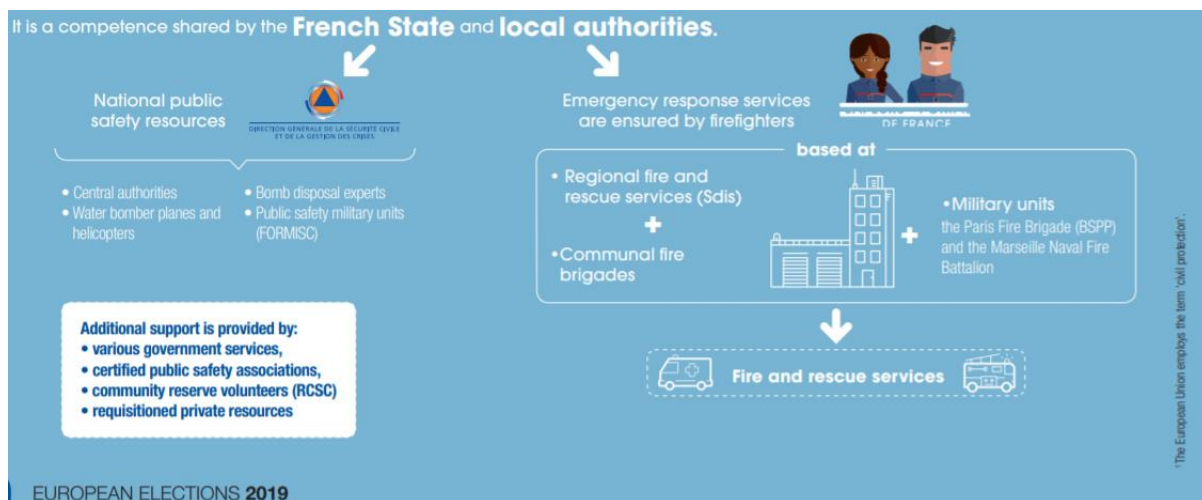 It is a competence shared by the French State and local authorities.
National public
safety resources
DIRECTION GÉNÉRALE DE LA SÉCURITÉ CIVILE
ET DE LA GESTION DES CRISES
• Central authorities
• Water bomber planes and
helicopters
• Bomb disposal experts
• Public safety military units
(FORMISC)
Additional support is provided by:
• various government services,
• certified public safety associations,
• community reserve volunteers (RCSC)
• requisitioned private resources
Emergency response services
are ensured by firefighters
DE FRANCE
based at
• Regional fire and
rescue services (Sdis)
+
•Communal fire
brigades
+
•Military units
the Paris Fire Brigade (BSPP)
and the Marseille Naval Fire
Battalion
Fire and rescue services
¹The European Union employs the term 'civil protection'.
EUROPEAN ELECTIONS 2019